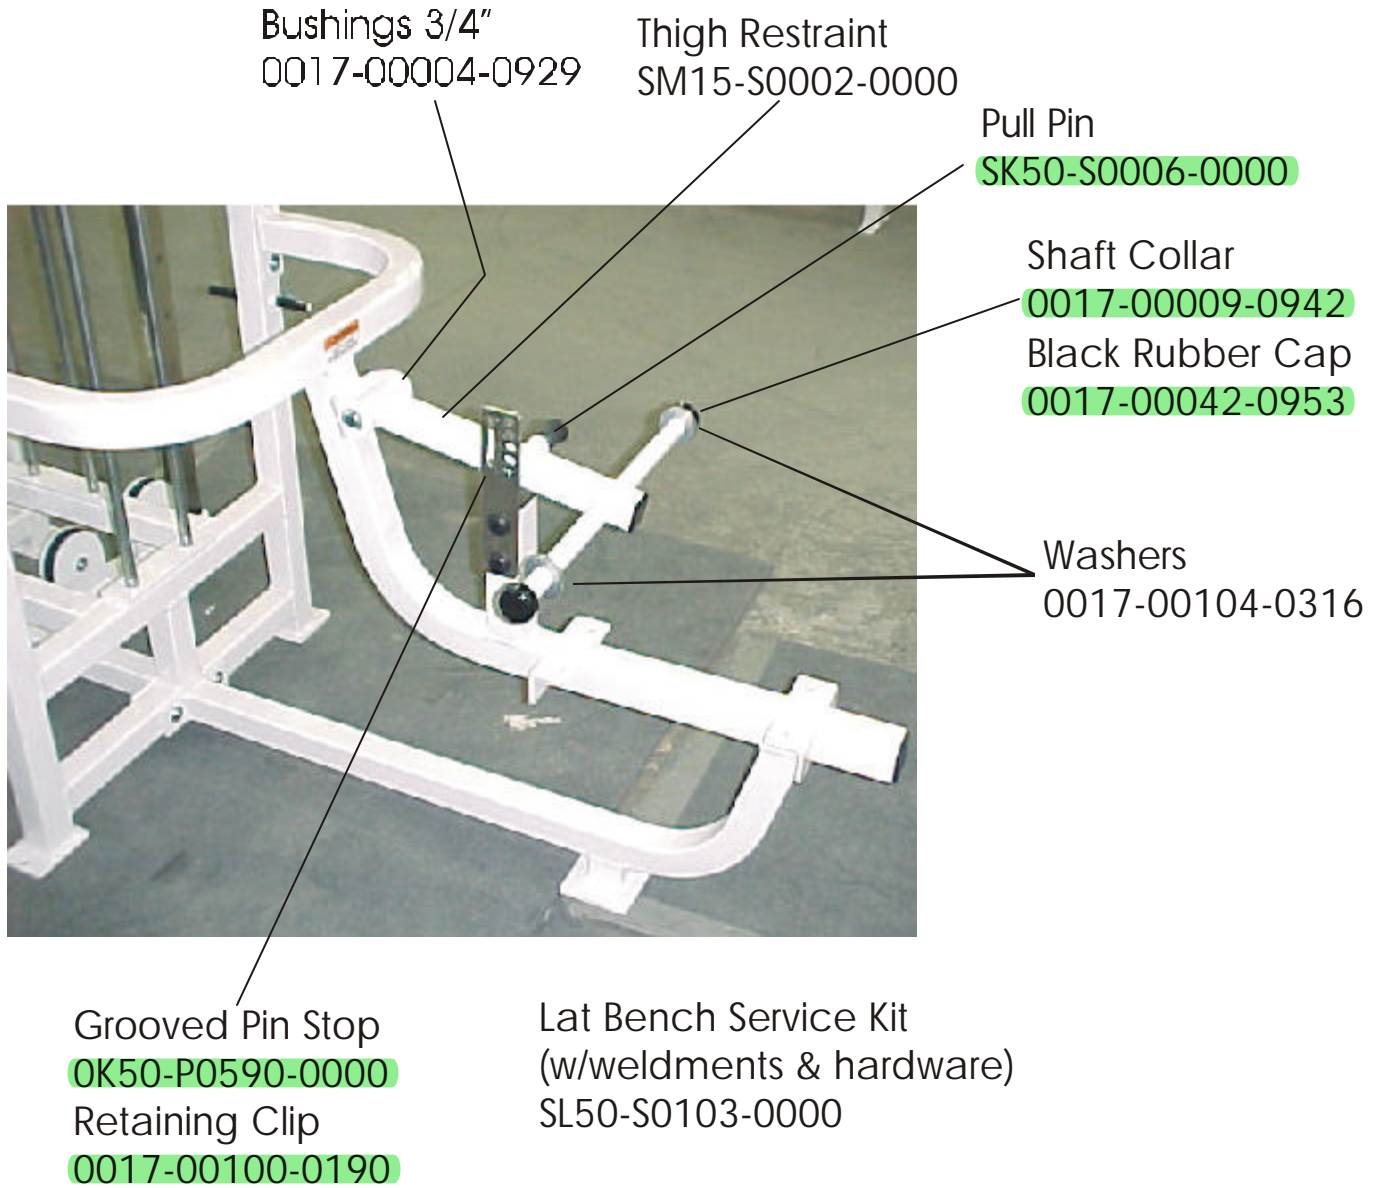 Bushings 3/4"
0017-00004-0929
Thigh Restraint
SM15-S0002-0000
Pull Pin
SK50-S0006-0000
Shaft Collar
0017-00009-0942
Black Rubber Cap
0017-00042-0953
Washers
0017-00104-0316
Grooved Pin Stop
0K50-P0590-0000
Retaining Clip
0017-00100-0190
Lat Bench Service Kit
(w/weldments & hardware)
SL50-S0103-0000